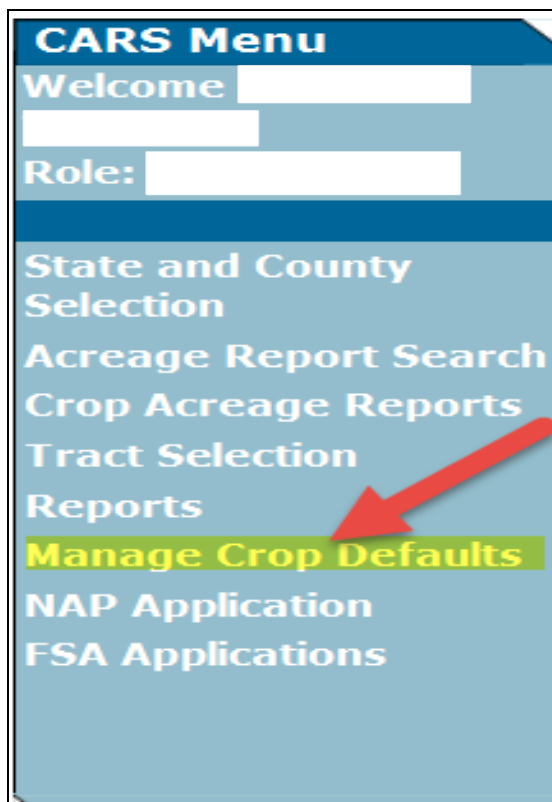 CARS Menu
Welcome
Role:
State and County
Selection
Acreage Report Search
Crop Acreage Reports
Tract Selection
Reports
Manage Crop Defaults
NAP Application
FSA Applications